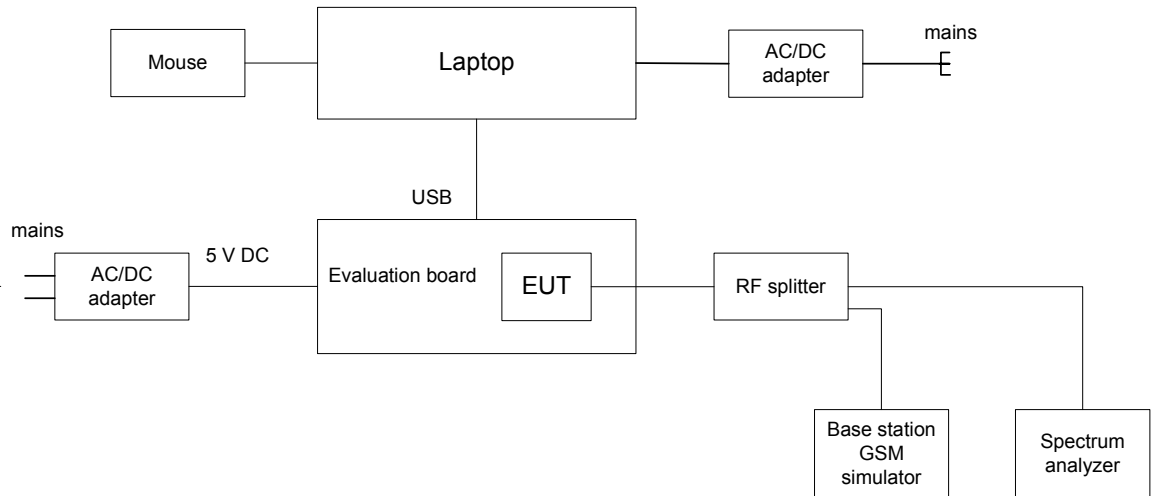 mains
Mouse
Laptop
AC/DC
adapter
USB
mains
5 V DC
AC/DC
adapter
Evaluation board
EUT
RF splitter
Base station
GSM
simulator
Spectrum
analyzer